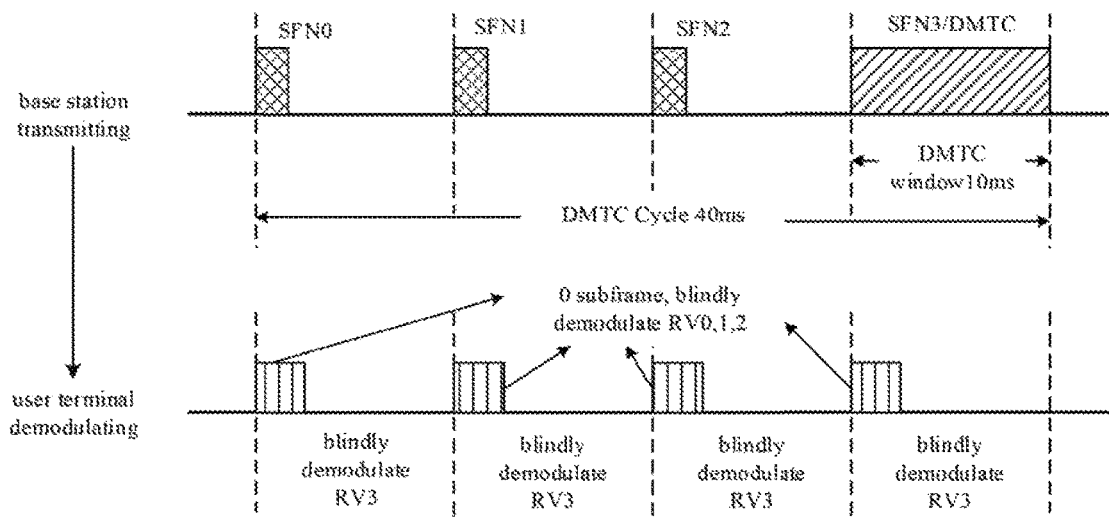 SFN0
SFN1
SFN2
SFN3/DMTC
base station
transmitting
DMTC
window10ms
DMTC Cycle 40ms
0 subframe, blindly
demodulate RV0,1,2
user terminal
demodulating
blindly
demodulate
RV3
blindly
demodulate
RV3
blindly
demodulate
RV3
blindly
demodulate
RV3